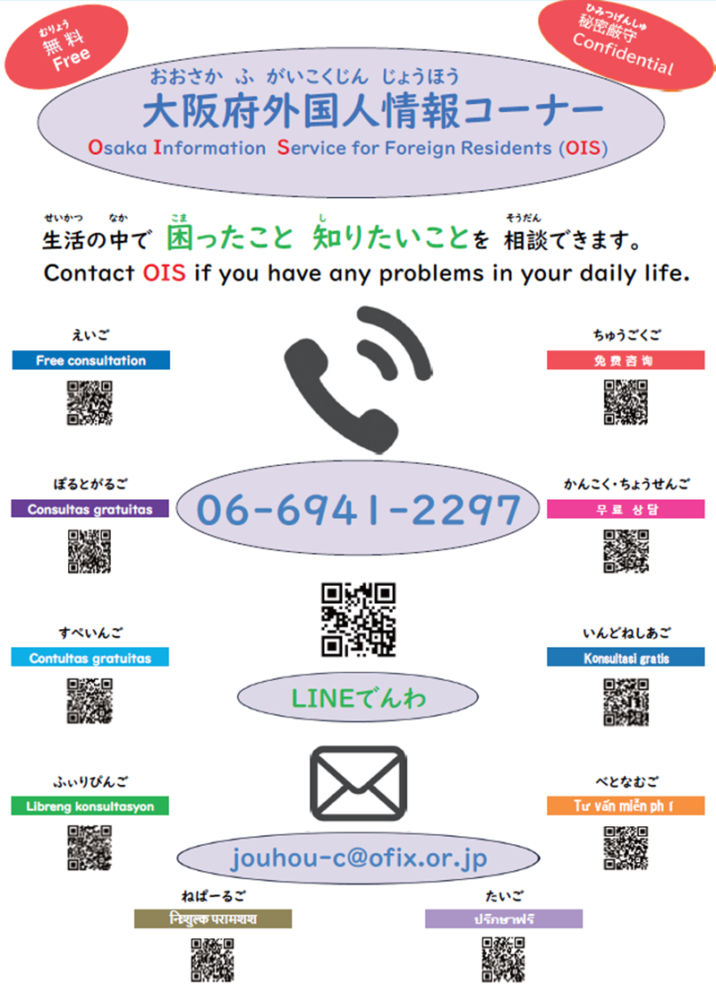 むりょう
無料
Free
ひみつげんしゅ
秘密厳守
Confidential
おおさか ふ がいこくじん じょうほう
大阪府外国人情報コーナー
Osaka Information Service for Foreign Residents (OIS)
せいかつ なか こま し そうだん
生活の中で 困ったこと 知りたいことを 相談できます。
Contact OIS if you have any problems in your daily life.
えいご
Free consultation
ちゅうごくご
免费咨询
ぽるとがるご
Consultas gratuitas
06-6941-2297
かんこく・ちょうせんご
무료 상담
すぺいんご
Contultas gratuitas
LINEでんわ
いんどねしあご
Konsultasi gratis
ふぃりぴんご
Libreng konsultasyon
べとなむご
Tư vấn miễn ph í
jouhou-c@ofix.or.jp
ねぱーるご
निःशुल्क परामशश
たいご
ปรึกษาฟรี